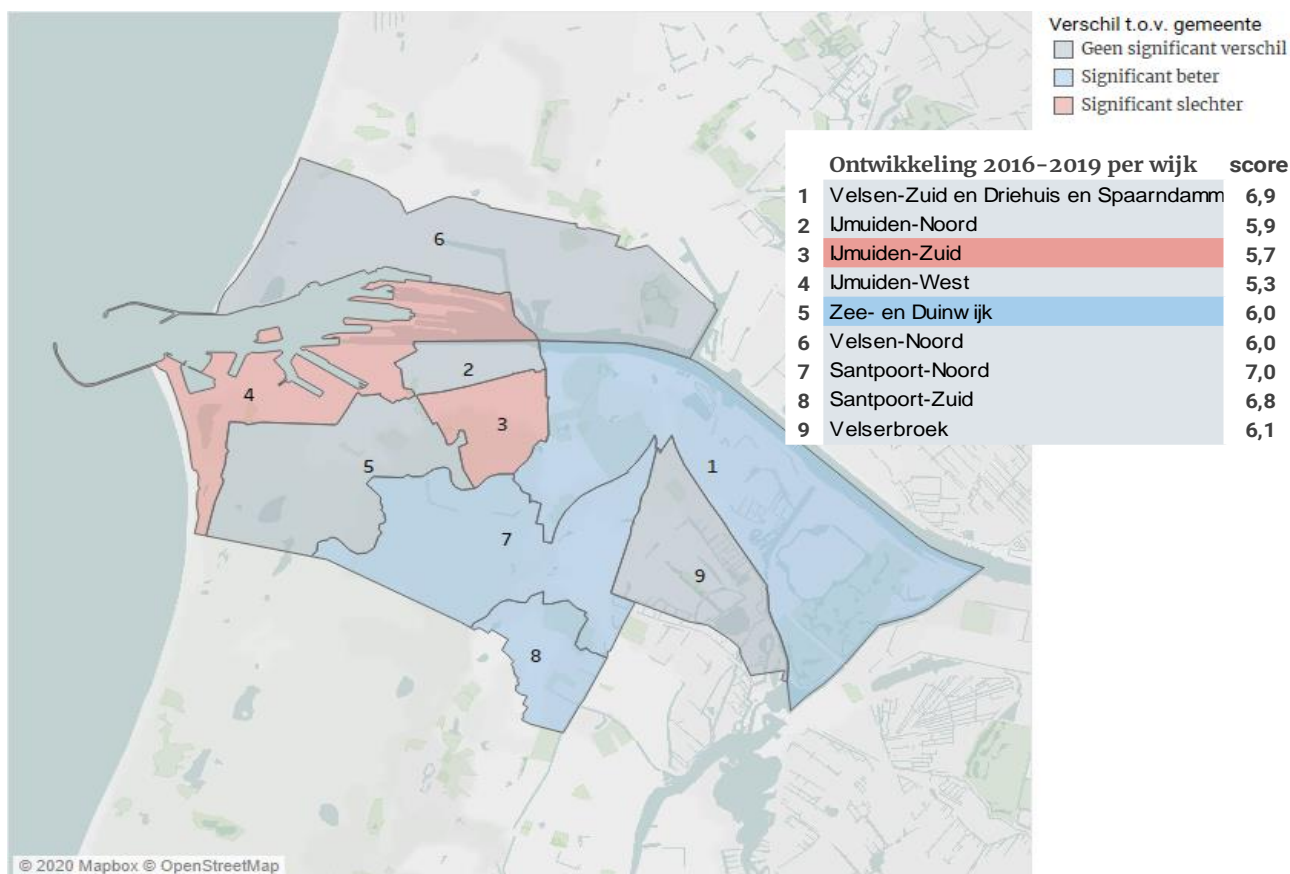 Verschil t.o.v. gemeente
Geen significant verschil
Significant beter
Significant slechter
Ontwikkeling 2016-2019 per wijk score
1 Velsen-Zuid en Driehuis en Spaarndamm 6,9
2 IJmuiden-Noord 5,9
3 IJmuiden-Zuid 5,7
4 IJmuiden-West 5,3
5 Zee- en Duinwijk 6,0
6 Velsen-Noord 6,0
7 Santpoort-Noord 7,0
8 Santpoort-Zuid 6,8
9 Velserbroek 6,1
6
2
4
3
5
1
7
9
8
© 2020 Mapbox © OpenStreetMap